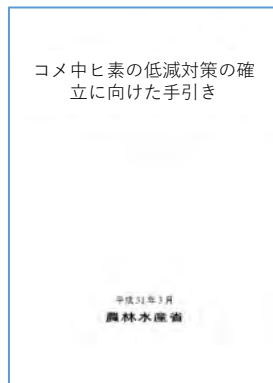 コメ中ヒ素の低減対策の確
立に向けた手引き
平成31年3月
農林水産省